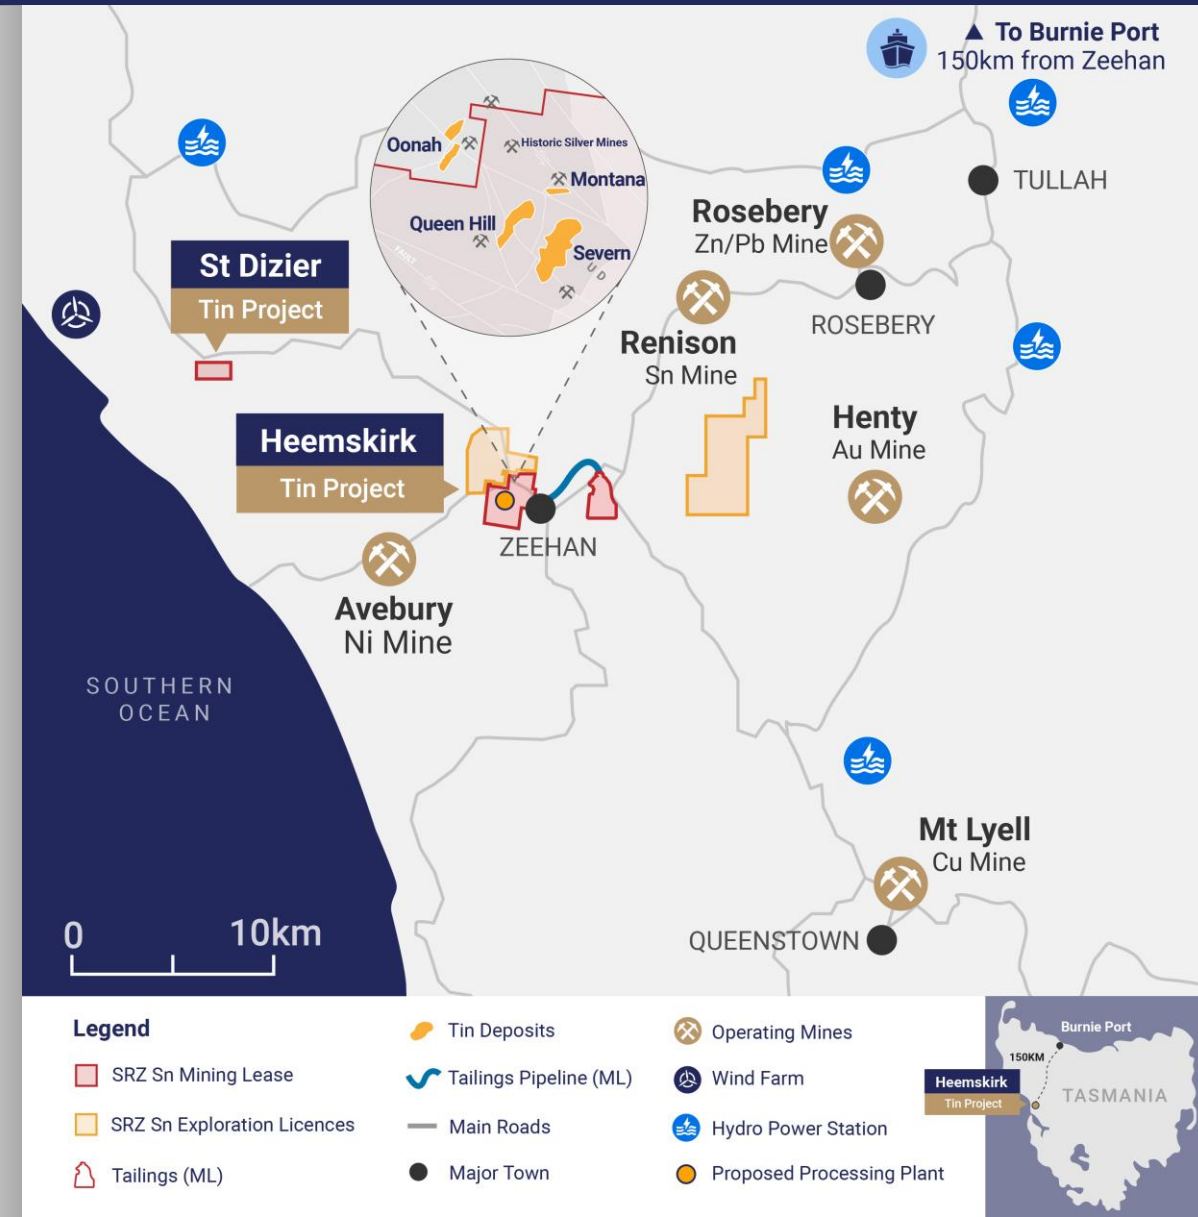 ▲ To Burnie Port
150km from Zeehan
Oonah
Historic Silver Mines
Montana
Queen Hill
Severn
FAULT
U D
TULLAH
Rosebery
Zn/Pb Mine
ROSEBERY
St Dizier
Tin Project
Renison
Sn Mine
Henty
Au Mine
Heemskirk
Tin Project
ZEEHAN
Avebury
Ni Mine
SOUTHERN
OCEAN
Mt Lyell
Cu Mine
QUEENSTOWN
0 10km
Legend
SRZ Sn Mining Lease
SRZ Sn Exploration Licences
Tailings (ML)
Tin Deposits
Tailings Pipeline (ML)
Main Roads
Major Town
Operating Mines
Wind Farm
Hydro Power Station
Proposed Processing Plant
Burnie Port
150KM
Heemskirk
Tin Project
TASMANIA